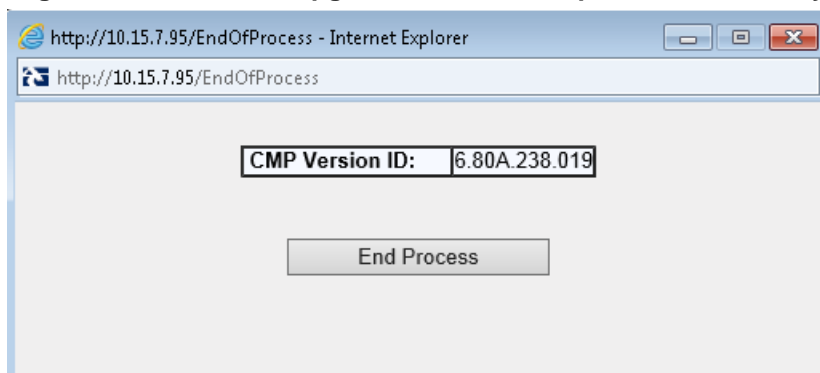 http://10.15.7.95/EndOfProcess - Internet Explorer
http://10.15.7.95/EndOfProcess
CMP Version ID: 6.80A.238.019
End Process